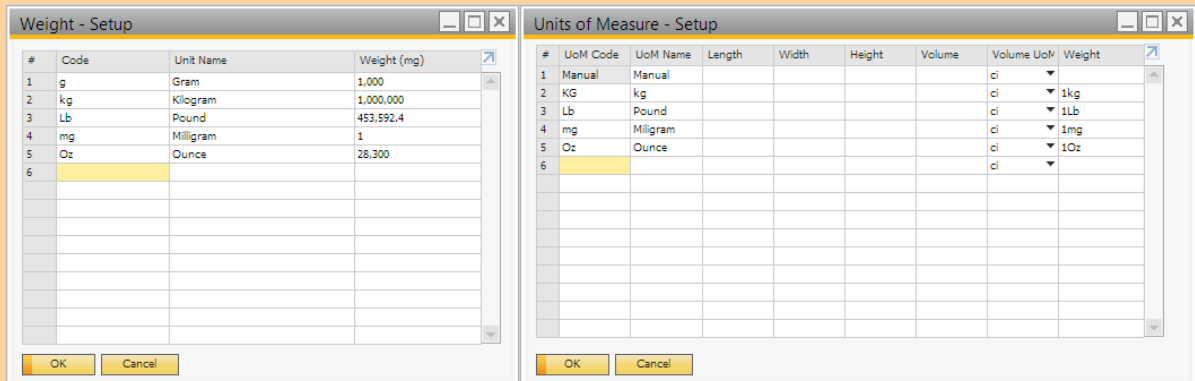 Weight - Setup
# Code Unit Name Weight (mg)
1 g Gram 1,000
2 kg Kilogram 1,000,000
3 Lb Pound 453,592.4
4 mg Milligram 1
5 Oz Ounce 28,300
6
OK Cancel
Units of Measure - Setup
# UoM Code UoM Name Length Width Height Volume Volume UoM Weight
1 Manual Manual ci
2 KG kg ci 1kg
3 Lb Pound ci 1Lb
4 mg Miligram ci 1mg
5 Oz Ounce ci 1Oz
6 ci
OK Cancel